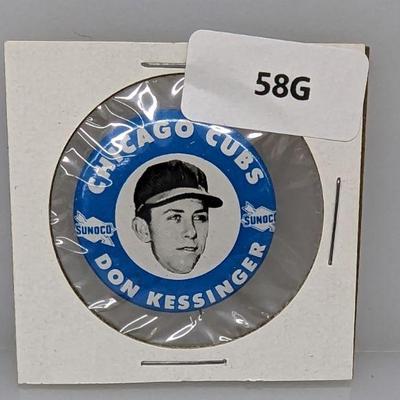 58G
CHICAGO CUBS
SUNOCO
SUNOCO
DON KESSINGER